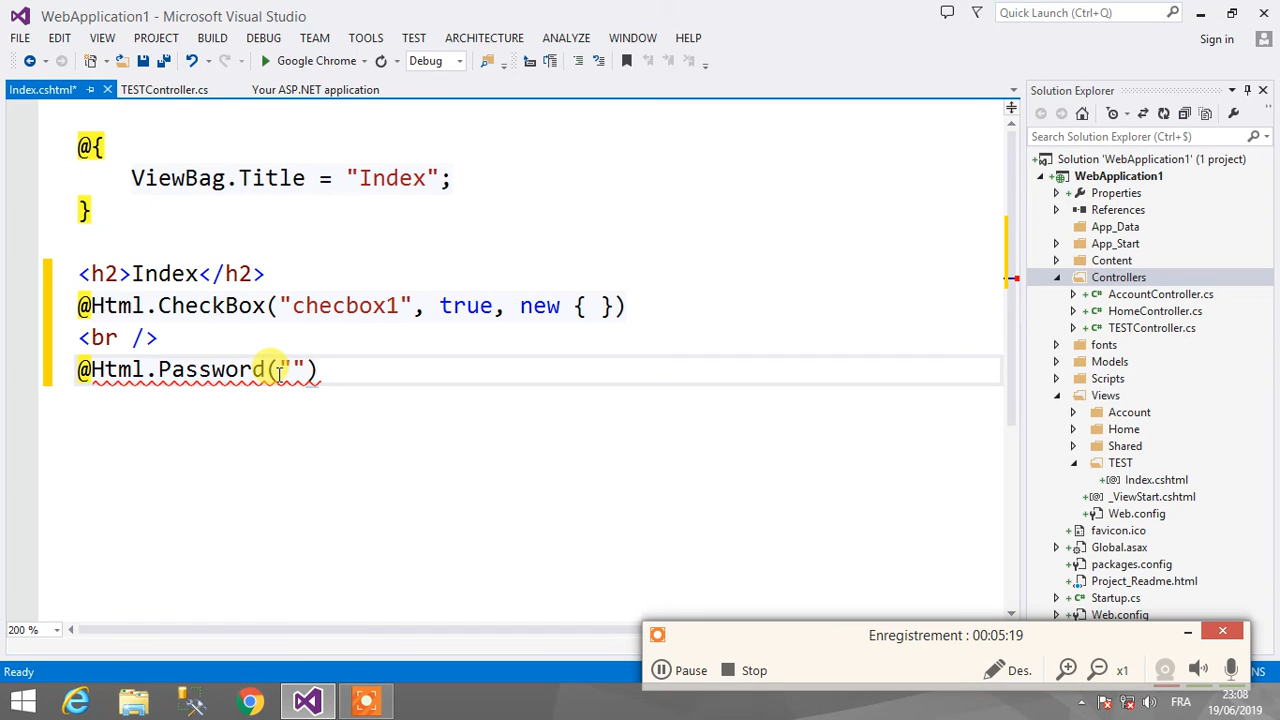 WebApplication1 - Microsoft Visual Studio
Quick Launch (Ctrl+Q)
FILE EDIT VIEW PROJECT BUILD DEBUG TEAM TOOLS TEST ARCHITECTURE ANALYZE WINDOW HELP
Sign in
Google Chrome Debug
Index.cshtml* TESTController.cs Your ASP.NET application
@{
ViewBag.Title = "Index";
}
<h2>Index</h2>
@Html.CheckBox("checbox1", true, new { })
<br />
@Html.Password("")
200 %
Ready
Solution Explorer
Search Solution Explorer (Ctrl+$)
Solution 'WebApplication1' (1 project)
WebApplication1
Properties
References
App_Data
App_Start
Content
Controllers
C# AccountController.cs
C# HomeController.cs
C# TESTController.cs
fonts
Models
Scripts
Views
Account
Home
Shared
TEST
[@] Index.cshtml
[@] _ViewStart.cshtml
Web.config
favicon.ico
Global.asax
packages.config
Project_Readme.html
C# Startup.cs
Web.config
Enregistrement : 00:05:19
Pause Stop Des. x1
NS
FRA
23:08
19/06/2019